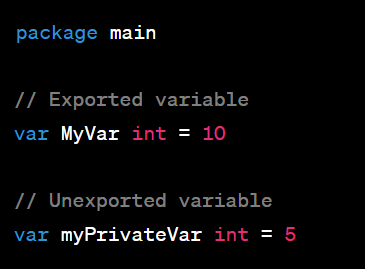 package main
// Exported variable
var MyVar int = 10
// Unexported variable
var myPrivateVar int = 5